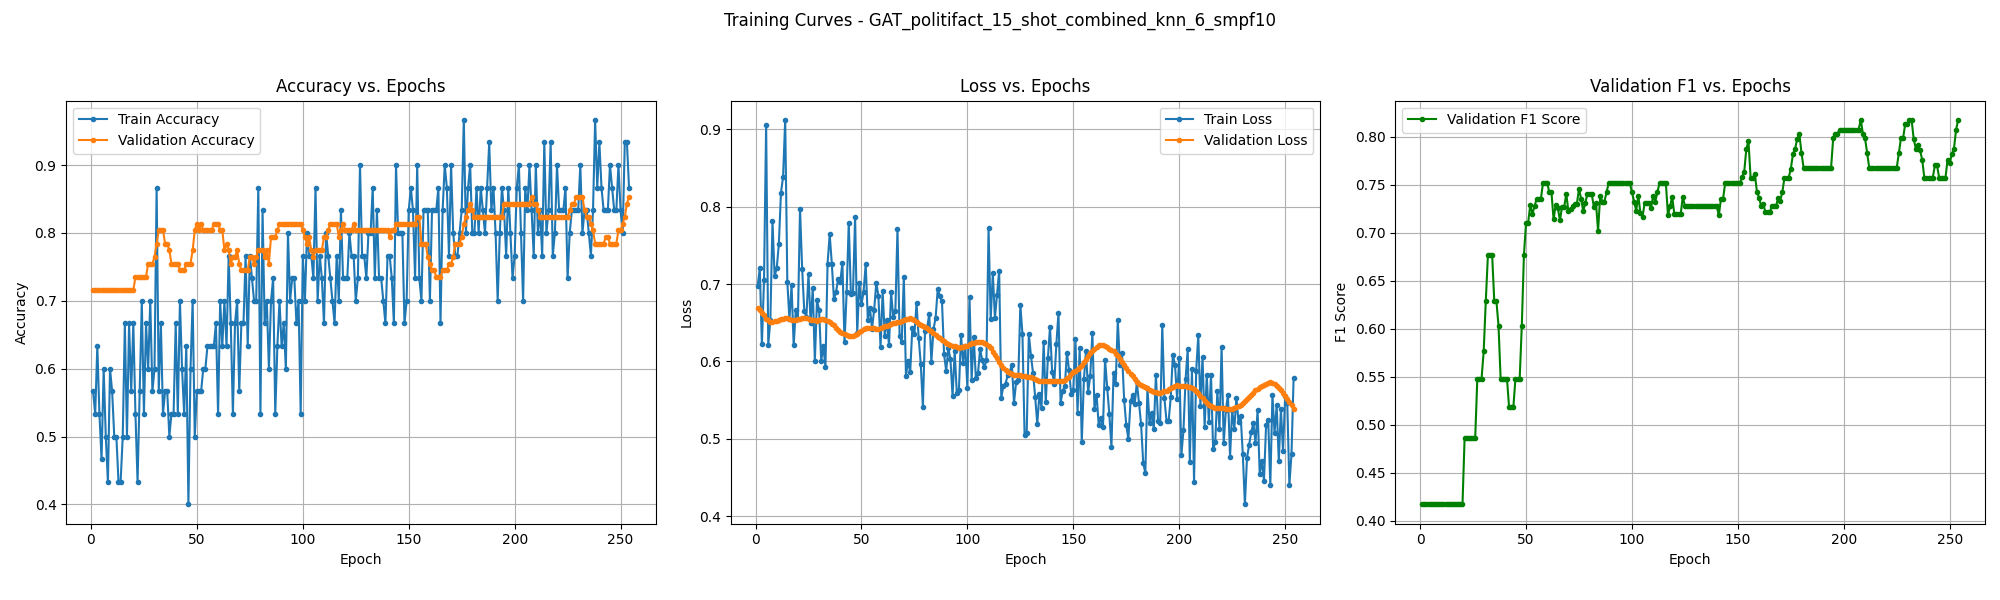 Training Curves - GAT_politifact_15_shot_combined_knn_6_smpf10
Accuracy vs. Epochs
Train Accuracy
Validation Accuracy
Accuracy
0.9
0.8
0.7
0.6
0.5
0.4
0
50
100
150
200
250
Epoch
Loss vs. Epochs
Train Loss
Validation Loss
Loss
0.9
0.8
0.7
0.6
0.5
0.4
0
50
100
150
200
250
Epoch
Validation F1 vs. Epochs
Validation F1 Score
F1 Score
0.80
0.75
0.70
0.65
0.60
0.55
0.50
0.45
0.40
0
50
100
150
200
250
Epoch